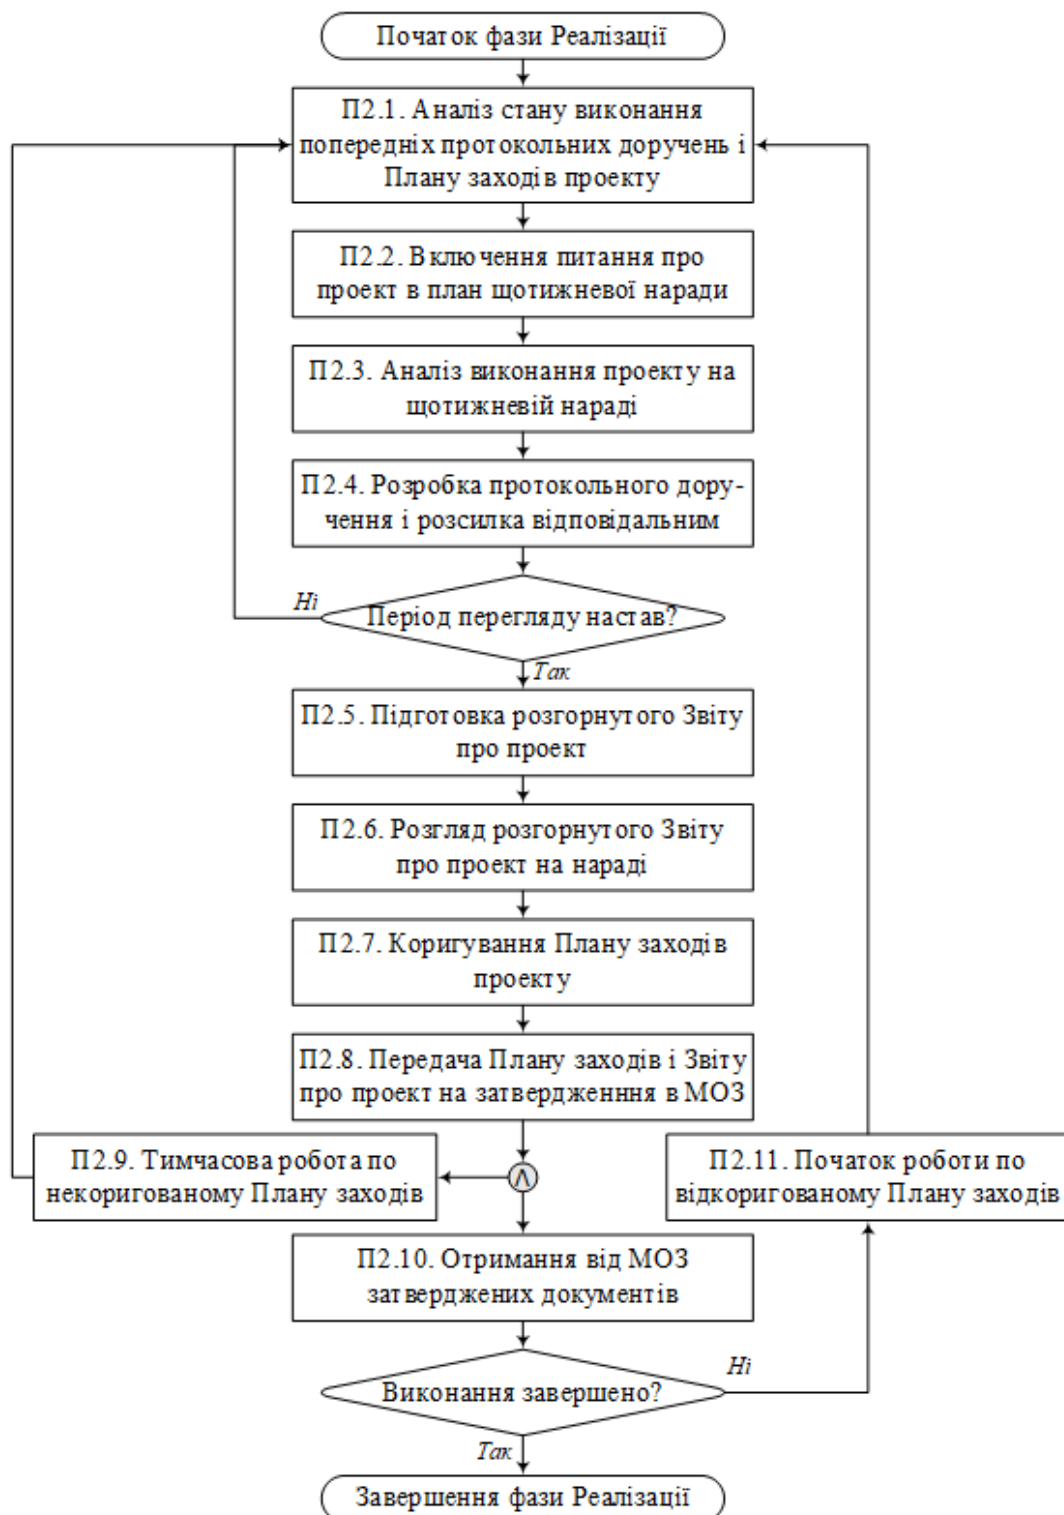 Початок фази Реалізації
П2.1. Аналіз стану виконання
попередніх протокольних доручень і
Плану заходів проекту
П2.2. Включення питання про
проект в план щотижневої наради
П2.3. Аналіз виконання проекту на
щотижневій нараді
П2.4. Розробка протокольного дору-
чення і розсилка відповідальним
Ні
Період перегляду настав?
Так
П2.5. Підготовка розгорнутого Звіту
про проект
П2.6. Розгляд розгорнутого Звіту
про проект на нараді
П2.7. Коригування Плану заходів
проекту
П2.8. Передача Плану заходів і Звіту
про проект на затвердженння в МОЗ
П2.9. Тимчасова робота по
некоригованому Плану заходів
Λ
П2.11. Початок роботи по
відкоригованому Плану заходів
П2.10. Отримання від МОЗ
затверджених документів
Виконання завершено?
Ні
Так
Завершення фази Реалізації